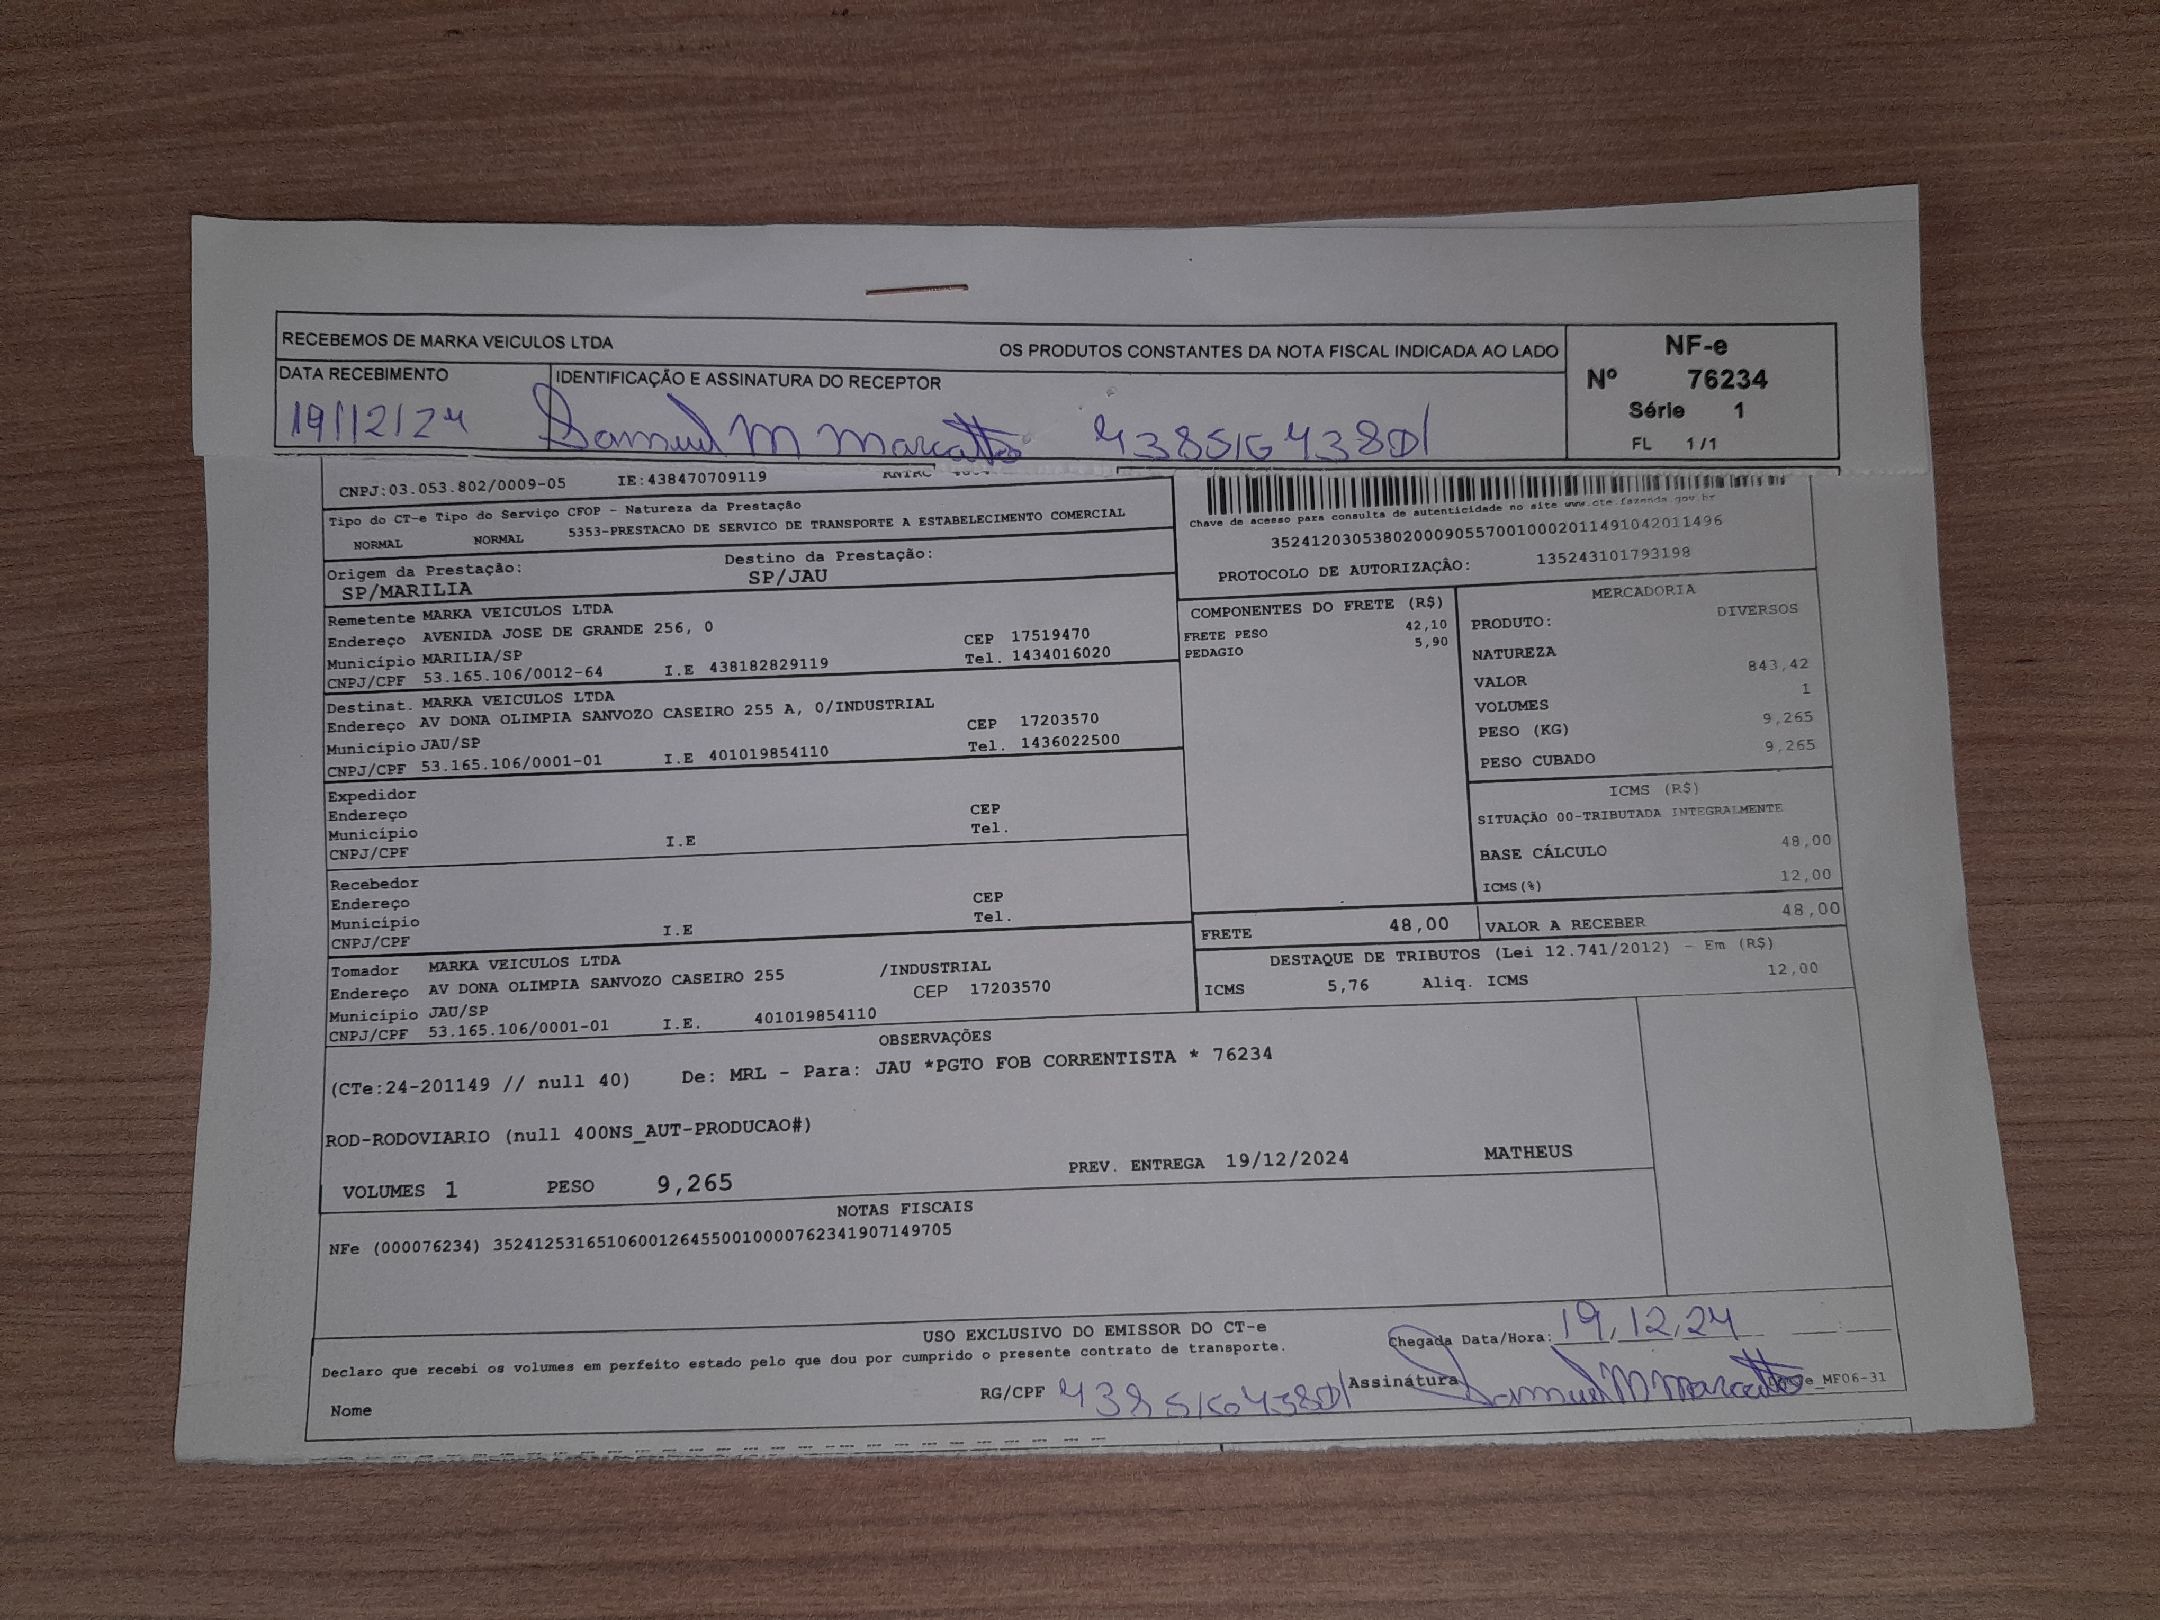 RECEBEMOS DE MARKA VEICULOS LTDA OS PRODUTOS CONSTANTES DA NOTA FISCAL INDICADA AO LADO
NF-e
Nº 76234
Série 1
FL 1/1
DATA RECEBIMENTO IDENTIFICAÇÃO E ASSINATURA DO RECEPTOR
19/12/24 Samuel M Marcatto
CNPJ:03.053.802/0009-05 IE:438470709119
Tipo do CT-e Tipo do Serviço CFOP - Natureza da Prestação
NORMAL NORMAL 5353-PRESTACAO DE SERVICO DE TRANSPORTE A ESTABELECIMENTO COMERCIAL
Chave de acesso para consulta de autenticidade no site www.cte.fazenda.gov.br
35241203053802000905570010002011491042011496
PROTOCOLO DE AUTORIZAÇÃO: 135243101793198
Origem da Prestação: Destino da Prestação:
SP/MARILIA SP/JAU
Remetente MARKA VEICULOS LTDA
Endereço AVENIDA JOSE DE GRANDE 256, 0 CEP 17519470
Município MARILIA/SP Tel. 1434016020
CNPJ/CPF 53.165.106/0012-64 I.E 438182829119
Destinat. MARKA VEICULOS LTDA
Endereço AV DONA OLIMPIA SANVOZO CASEIRO 255 A, 0/INDUSTRIAL CEP 17203570
Município JAU/SP Tel. 1436022500
CNPJ/CPF 53.165.106/0001-01 I.E 401019854110
Expedidor
Endereço CEP
Município Tel.
CNPJ/CPF I.E
Recebedor
Endereço CEP
Município Tel.
CNPJ/CPF I.E
Tomador MARKA VEICULOS LTDA
Endereço AV DONA OLIMPIA SANVOZO CASEIRO 255 /INDUSTRIAL
Município JAU/SP CEP 17203570
CNPJ/CPF 53.165.106/0001-01 I.E. 401019854110
COMPONENTES DO FRETE (R$)
FRETE PESO 42,10
PEDAGIO 5,90
MERCADORIA
PRODUTO: DIVERSOS
NATUREZA
VALOR 843,42
VOLUMES 1
PESO (KG) 9,265
PESO CUBADO 9,265
ICMS (R$)
SITUAÇÃO 00-TRIBUTADA INTEGRALMENTE
BASE CÁLCULO 48,00
ICMS(%) 12,00
FRETE 48,00 VALOR A RECEBER 48,00
DESTAQUE DE TRIBUTOS (Lei 12.741/2012) - Em (R$)
ICMS 5,76 Aliq. ICMS 12,00
OBSERVAÇÕES
(CTe:24-201149 // null 40) De: MRL - Para: JAU *PGTO FOB CORRENTISTA * 76234
ROD-RODOVIARIO (null 400NS_AUT-PRODUCAO#)
VOLUMES 1 PESO 9,265 PREV. ENTREGA 19/12/2024 MATHEUS
NOTAS FISCAIS
NFe (000076234) 35241253165106001264550010000762341907149705
USO EXCLUSIVO DO EMISSOR DO CT-e
Declaro que recebi os volumes em perfeito estado pelo que dou por cumprido o presente contrato de transporte.
Chegada Data/Hora: 19,12,24
Nome RG/CPF Assinatura Samuel M Marcatto